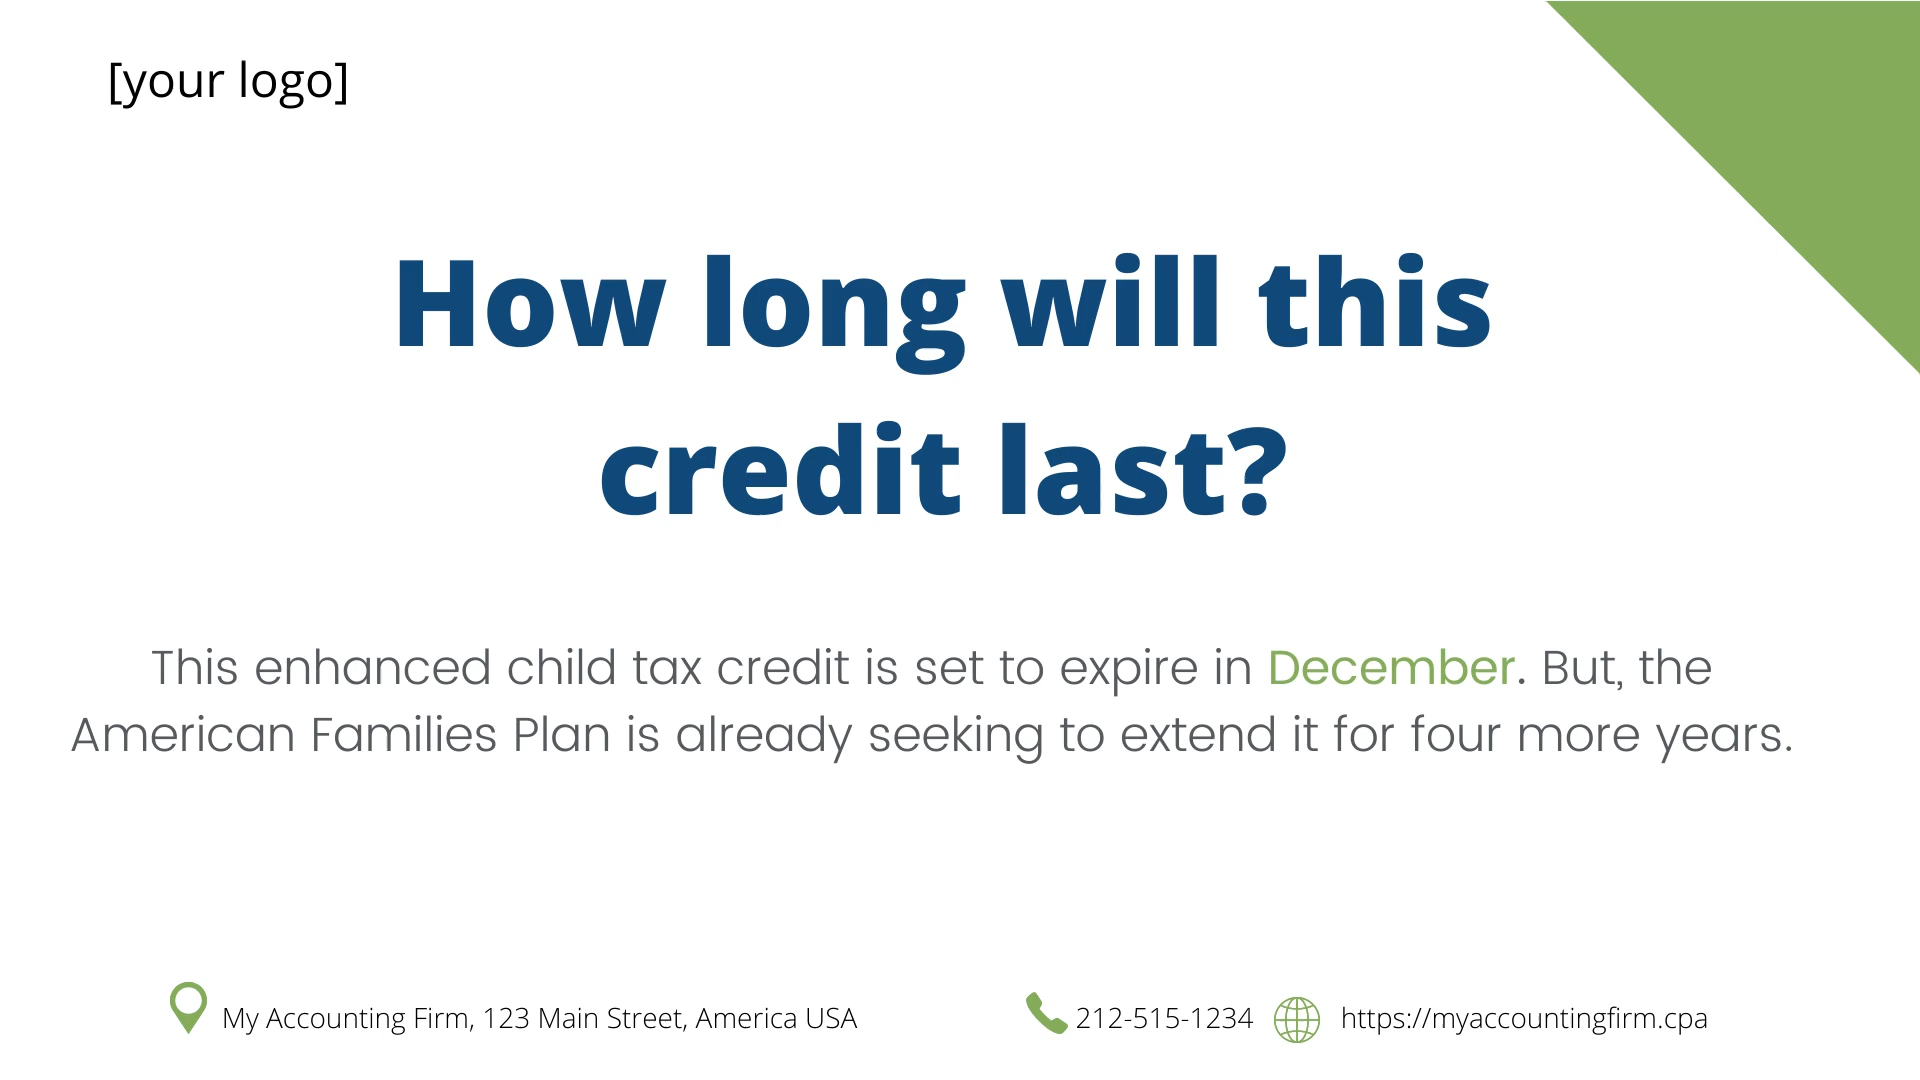 [your logo]
How long will this
credit last?
This enhanced child tax credit is set to expire in December. But, the
American Families Plan is already seeking to extend it for four more years.
My Accounting Firm, 123 Main Street, America USA
212-515-1234
https://myaccountingfirm.cpa